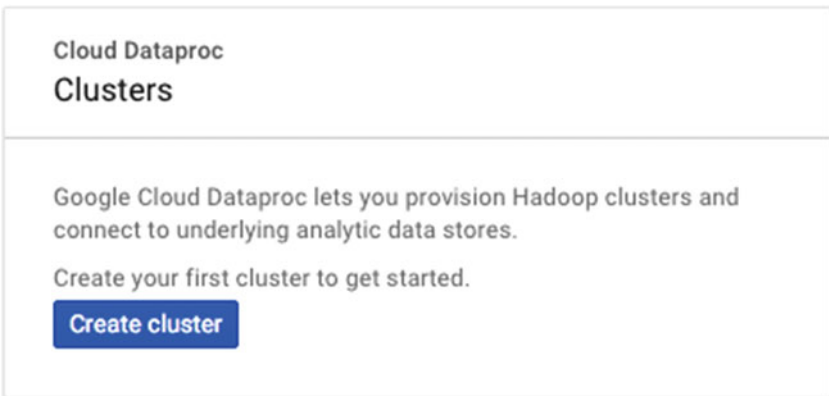 Cloud Dataproc
Clusters
Google Cloud Dataproc lets you provision Hadoop clusters and
connect to underlying analytic data stores.
Create your first cluster to get started.
Create cluster